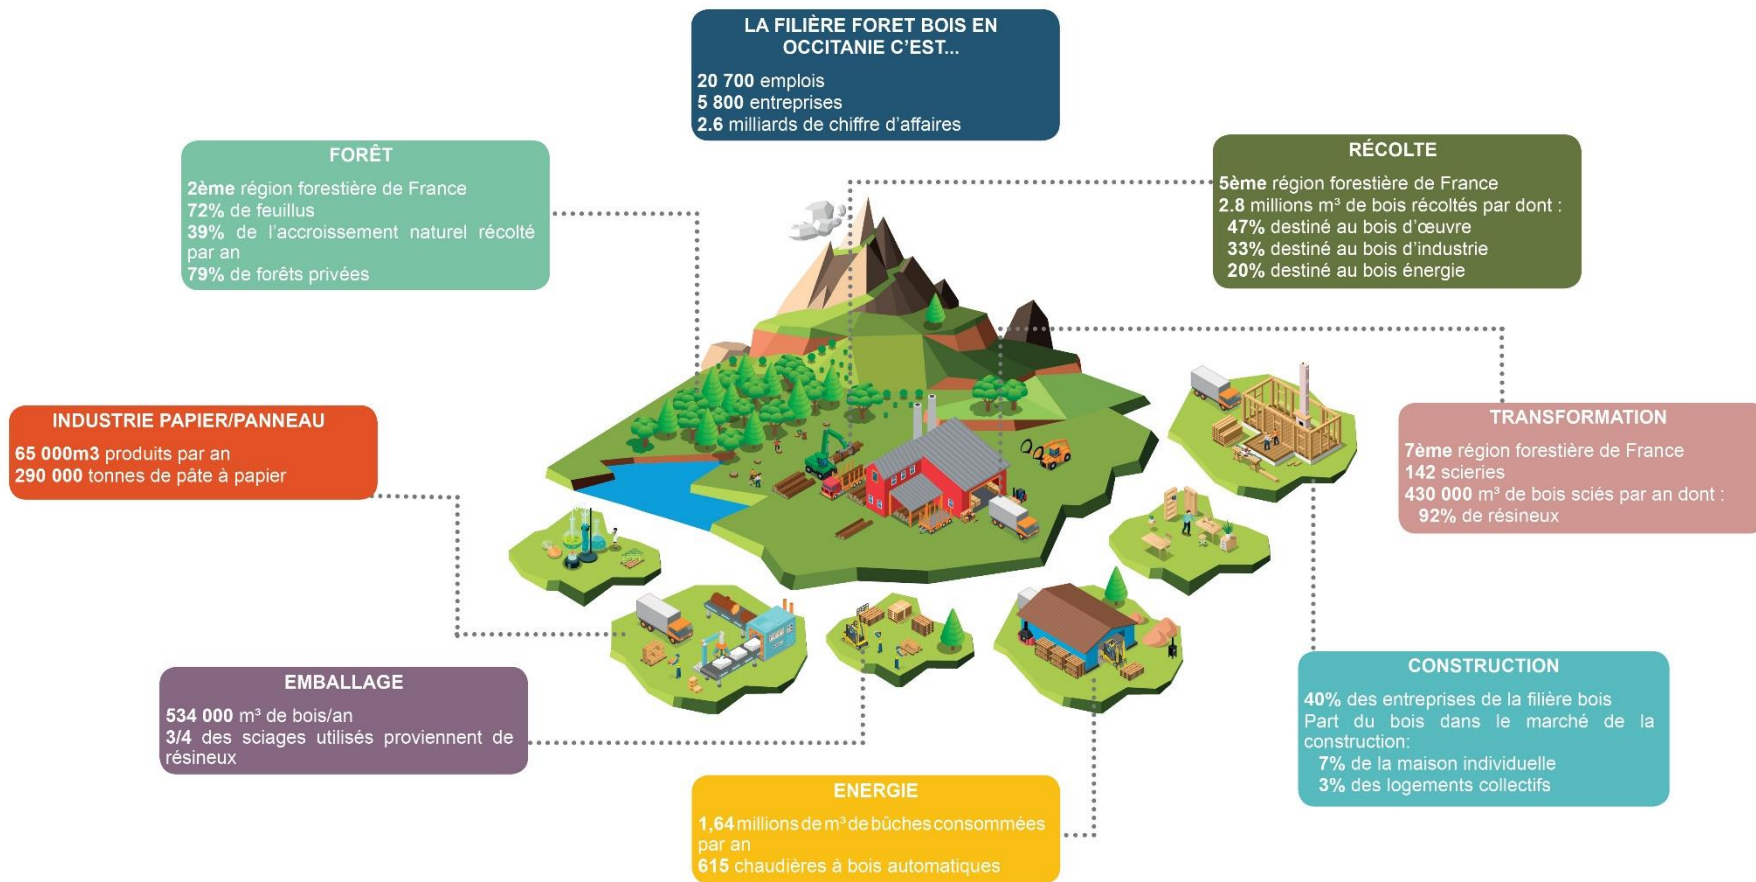 LA FILIÈRE FORET BOIS EN
OCCITANIE C'EST...
20 700 emplois
5 800 entreprises
2.6 milliards de chiffre d'affaires
FORÊT
2ème région forestière de France
72% de feuillus
39% de l'accroissement naturel récolté
par an
79% de forêts privées
RÉCOLTE
5ème région forestière de France
2.8 millions m³ de bois récoltés par dont :
47% destiné au bois d'œuvre
33% destiné au bois d'industrie
20% destiné au bois énergie
INDUSTRIE PAPIER/PANNEAU
65 000m3 produits par an
290 000 tonnes de pâte à papier
TRANSFORMATION
7ème région forestière de France
142 scieries
430 000 m³ de bois sciés par an dont :
92% de résineux
EMBALLAGE
534 000 m³ de bois/an
3/4 des sciages utilisés proviennent de
résineux
CONSTRUCTION
40% des entreprises de la filière bois
Part du bois dans le marché de la
construction:
7% de la maison individuelle
3% des logements collectifs
ENERGIE
1,64 millions de m³ de bûches consommées
par an
615 chaudières à bois automatiques